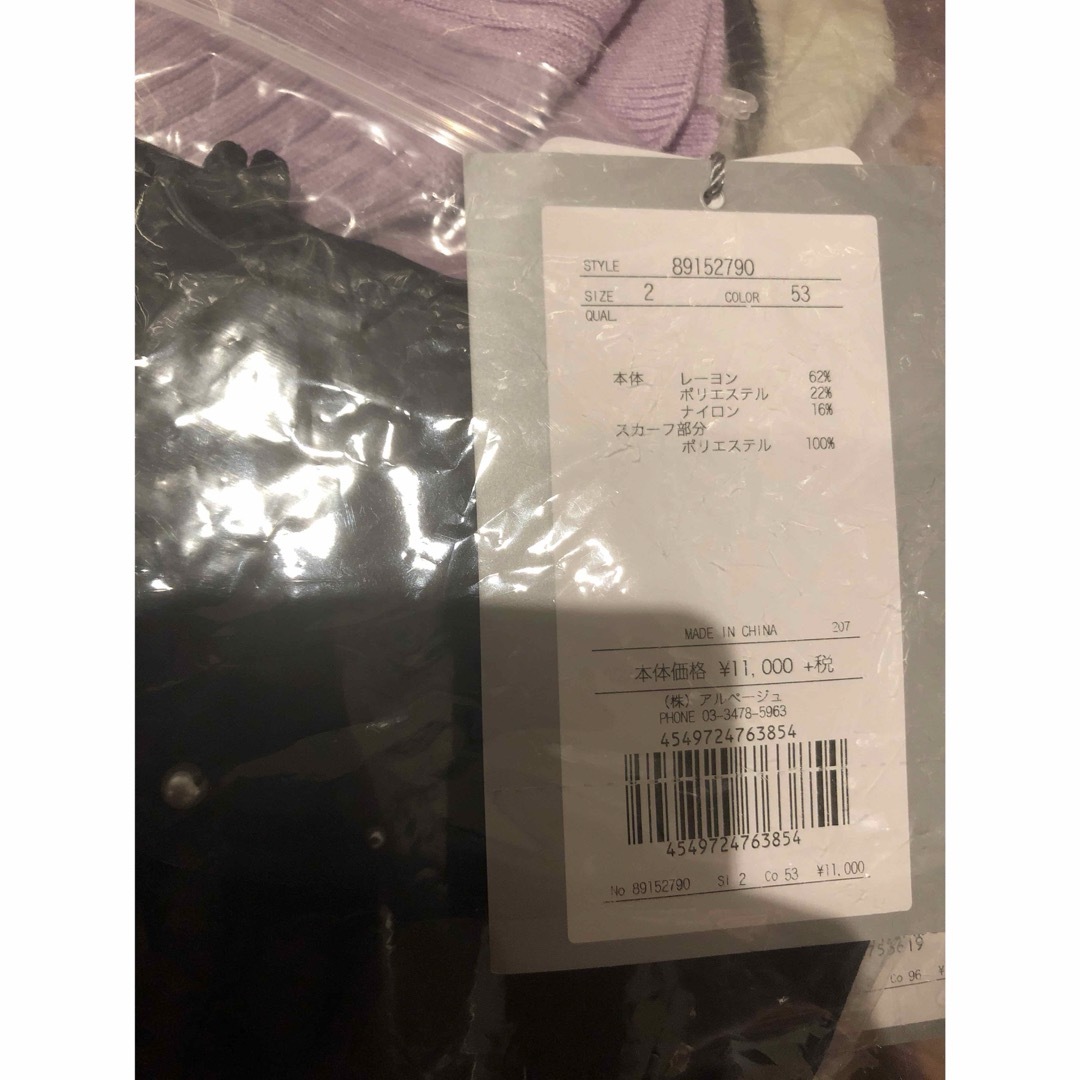 STYLE 89152790
SIZE 2 COLOR 53
QUAL.
本体 レーヨン 62%
ポリエステル 22%
ナイロン 16%
スカーフ部分
ポリエステル 100%
MADE IN CHINA 207
本体価格 ¥11,000 +税
(株) アルページュ
PHONE 03-3478-5963
4549724763854
4549724763854
No 89152790 Si 2 Co 53 ¥11,000
Co 96 ¥